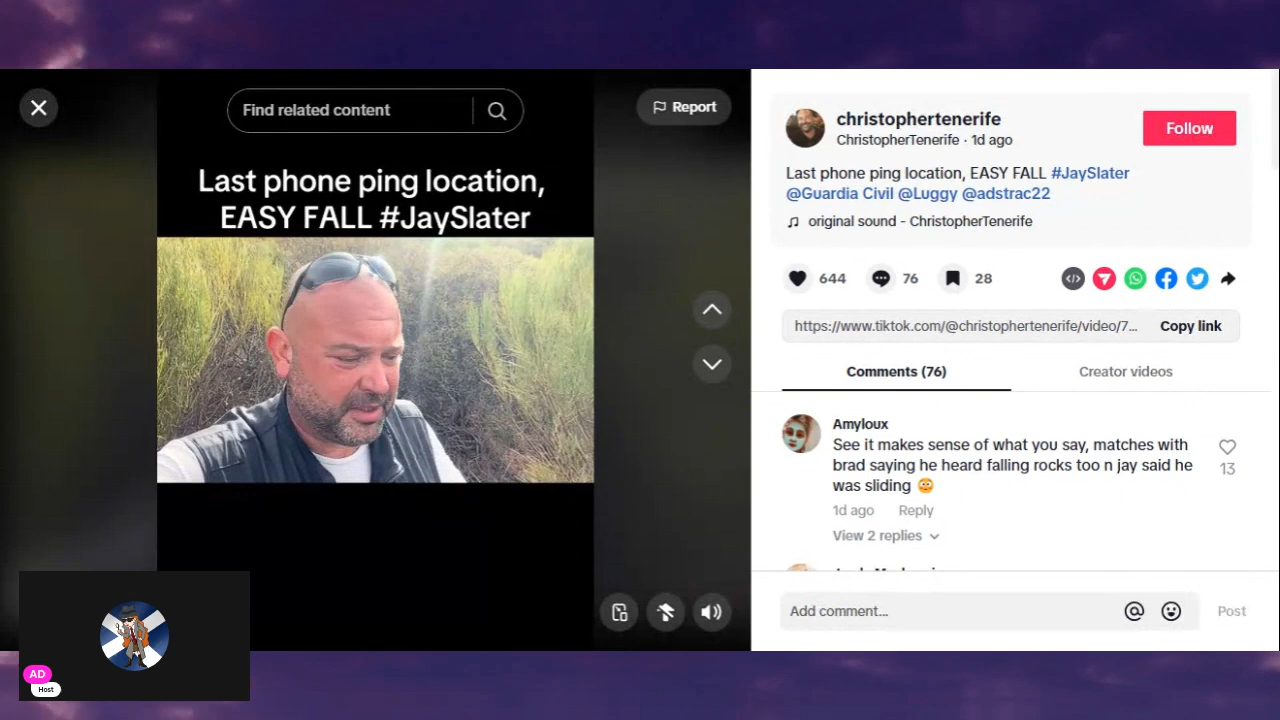 Find related content
Report
Last phone ping location,
EASY FALL #JaySlater
christophertenerife
ChristopherTenerife · 1d ago
Follow
Last phone ping location, EASY FALL #JaySlater
@Guardia Civil @Luggy @adstrac22
original sound - ChristopherTenerife
644
76
28
https://www.tiktok.com/@christophertenerife/video/7...
Copy link
Comments (76)
Creator videos
Amyloux
See it makes sense of what you say, matches with
brad saying he heard falling rocks too n jay said he
was sliding 😳
13
1d ago
Reply
View 2 replies
Add comment...
Post
AD
Host